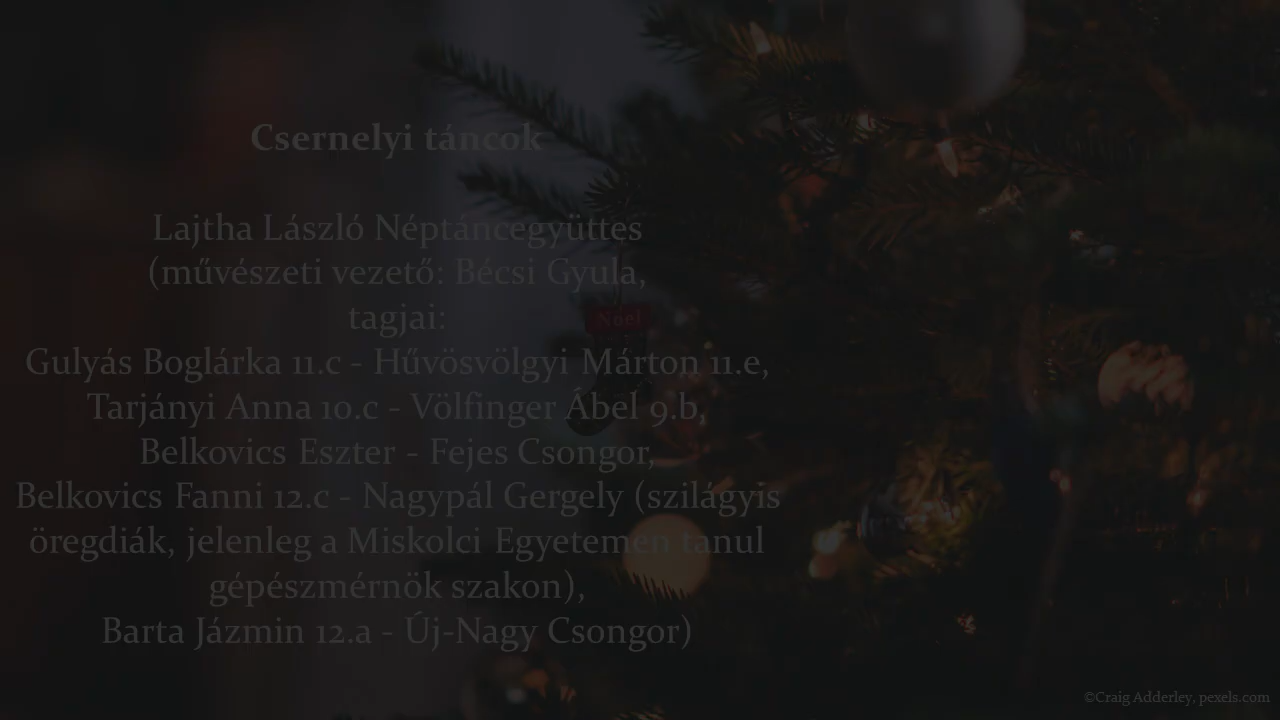 Csernelyi táncok
Lajtha László Néptáncegyüttes
(művészeti vezető: Bécsi Gyula,
tagjai:
Gulyás Boglárka 11.c - Hűvösvölgyi Márton 11.e,
Tarjányi Anna 10.c - Völfinger Ábel 9.b,
Belkovics Eszter - Fejes Csongor,
Belkovics Fanni 12.c - Nagypál Gergely (szilágyis
öregdiák, jelenleg a Miskolci Egyetemen tanul
gépészmérnök szakon),
Barta Jázmin 12.a - Új-Nagy Csongor)
Noel
©Craig Adderley, pexels.com